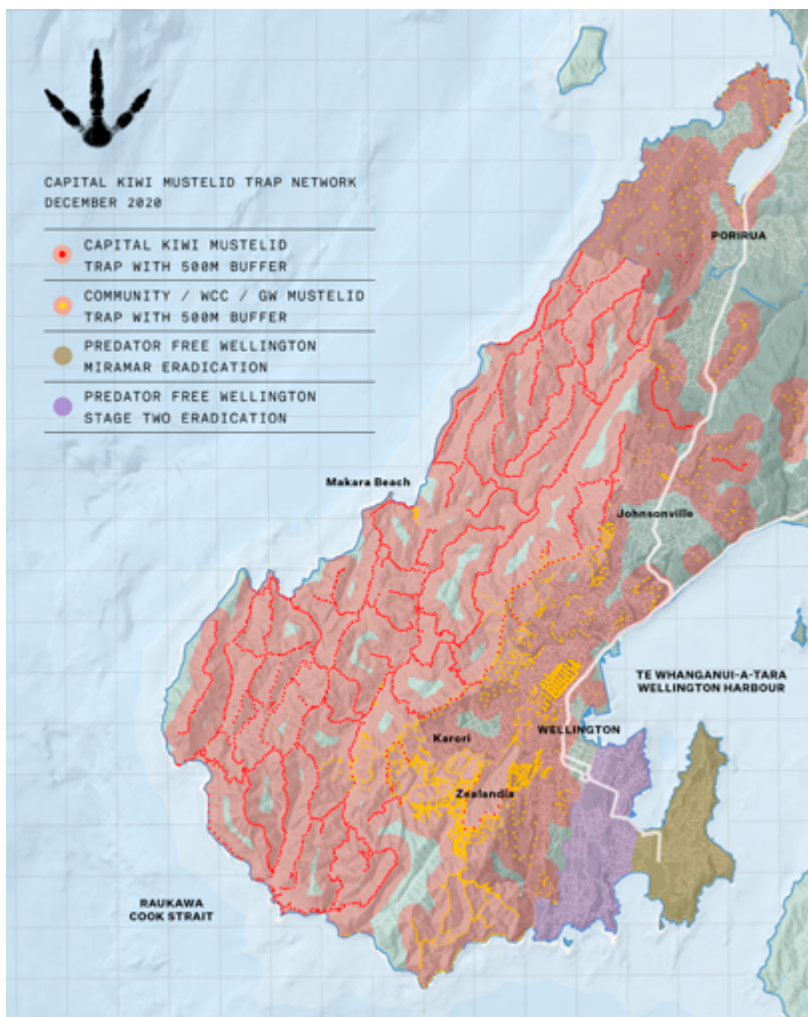 CAPITAL KIWI MUSTELID TRAP NETWORK
DECEMBER 2020
CAPITAL KIWI MUSTELID
TRAP WITH 500M BUFFER
COMMUNITY / WCC / GW MUSTELID
TRAP WITH 500M BUFFER
PREDATOR FREE WELLINGTON
MIRAMAR ERADICATION
PREDATOR FREE WELLINGTON
STAGE TWO ERADICATION
PORIRUA
Makara Beach
Johnsonville
TE WHANGANUI-A-TARA
WELLINGTON HARBOUR
WELLINGTON
Karori
Zealandia
RAUKAWA
COOK STRAIT